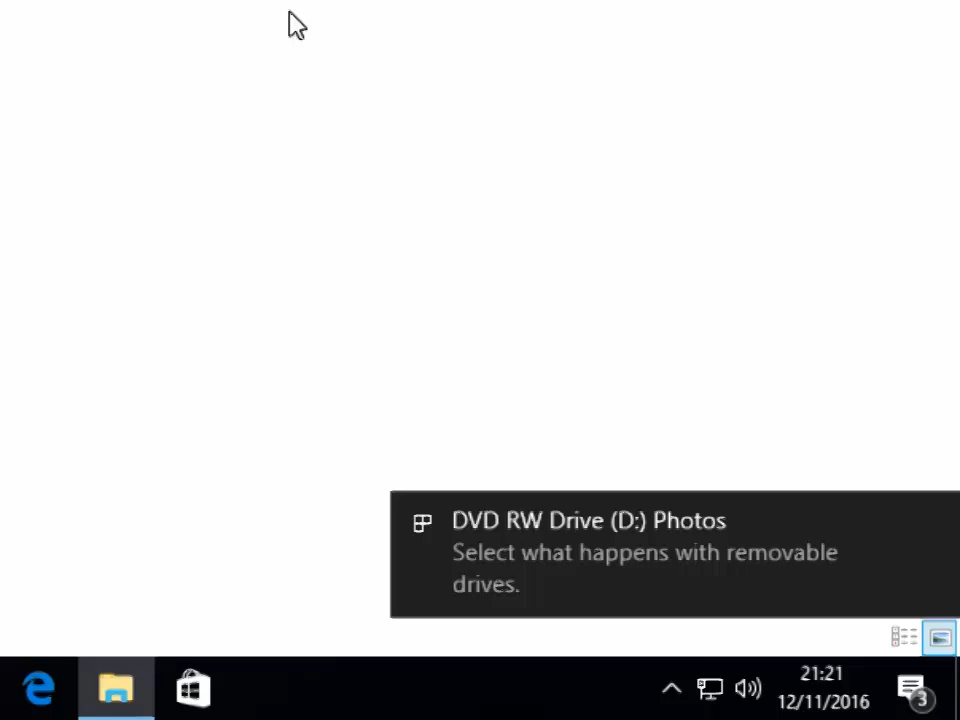 DVD RW Drive (D:) Photos
Select what happens with removable
drives.
21:21
12/11/2016
3